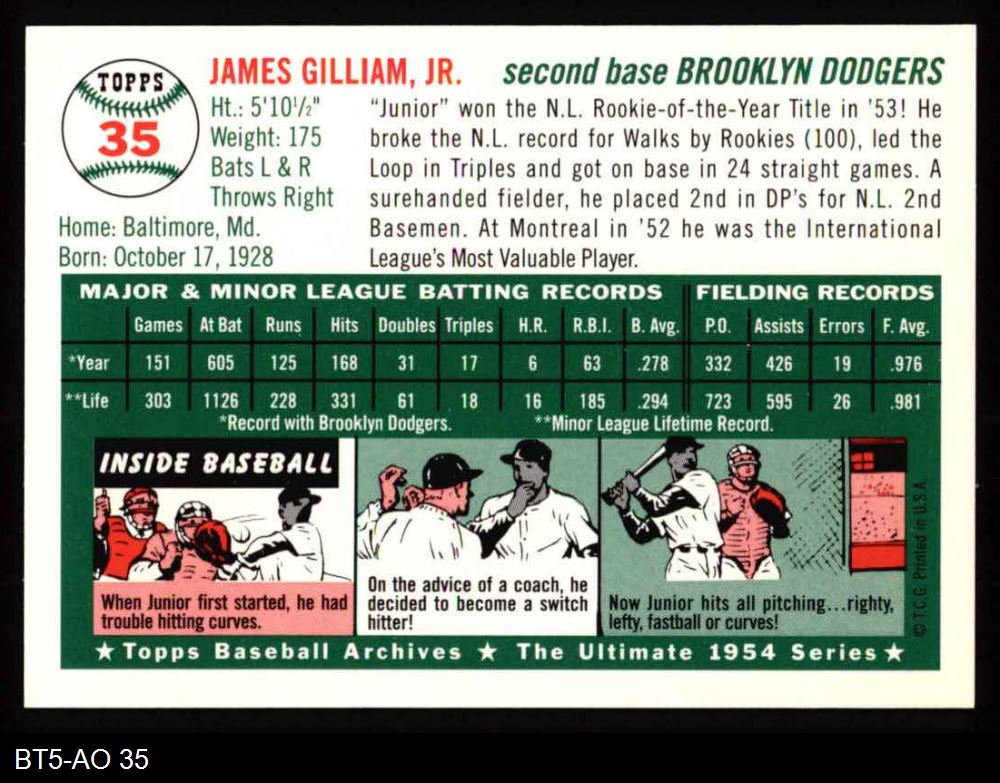 TOPPS
35
JAMES GILLIAM, JR. second base BROOKLYN DODGERS
Ht.: 5'10½"
Weight: 175
Bats L & R
Throws Right
Home: Baltimore, Md.
Born: October 17, 1928
"Junior" won the N.L. Rookie-of-the-Year Title in '53! He
broke the N.L. record for Walks by Rookies (100), led the
Loop in Triples and got on base in 24 straight games. A
surehanded fielder, he placed 2nd in DP's for N.L. 2nd
Basemen. At Montreal in '52 he was the International
League's Most Valuable Player.
MAJOR & MINOR LEAGUE BATTING RECORDS FIELDING RECORDS
Games At Bat Runs Hits Doubles Triples H.R. R.B.I. B. Avg. P.O. Assists Errors F. Avg.
*Year 151 605 125 168 31 17 6 63 .278 332 426 19 .976
**Life 303 1126 228 331 61 18 16 185 .294 723 595 26 .981
*Record with Brooklyn Dodgers. **Minor League Lifetime Record.
INSIDE BASEBALL
When Junior first started, he had
trouble hitting curves.
On the advice of a coach, he
decided to become a switch
hitter!
Now Junior hits all pitching...righty,
lefty, fastball or curves!
© T.C.G. Printed in U.S.A.
★ Topps Baseball Archives ★ The Ultimate 1954 Series ★
BT5-AO 35